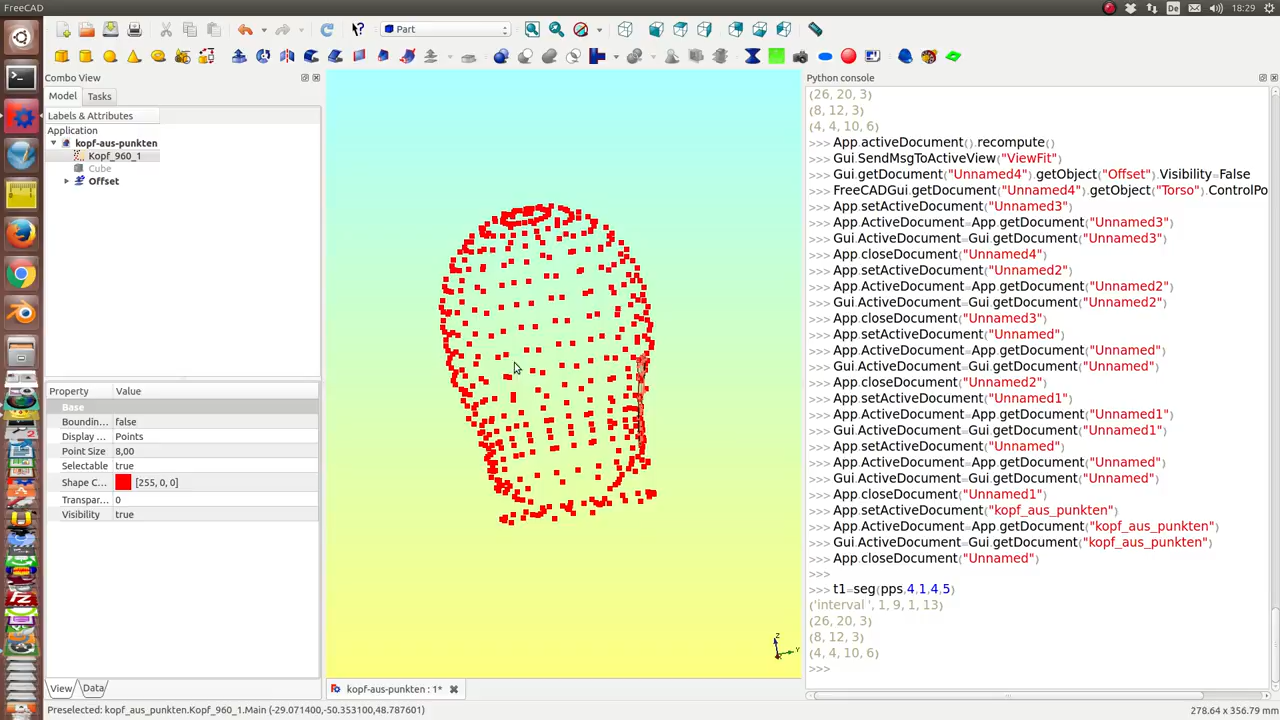 FreeCAD
De
18:29
Part
Combo View
Python console
Model
Tasks
Labels & Attributes
Application
kopf-aus-punkten
Kopf_960_1
Cube
Offset
Property
Value
Base
Boundin... false
Display ... Points
Point Size 8,00
Selectable true
Shape C... [255, 0, 0]
Transpar... 0
Visibility true
View
Data
(26, 20, 3)
(8, 12, 3)
(4, 4, 10, 6)
>>> App.activeDocument().recompute()
>>> Gui.SendMsgToActiveView("ViewFit")
>>> Gui.getDocument("Unnamed4").getObject("Offset").Visibility=False
>>> FreeCADGui.getDocument("Unnamed4").getObject("Torso").ControlPo
>>> App.setActiveDocument("Unnamed3")
>>> App.ActiveDocument=App.getDocument("Unnamed3")
>>> Gui.ActiveDocument=Gui.getDocument("Unnamed3")
>>> App.closeDocument("Unnamed4")
>>> App.setActiveDocument("Unnamed2")
>>> App.ActiveDocument=App.getDocument("Unnamed2")
>>> Gui.ActiveDocument=Gui.getDocument("Unnamed2")
>>> App.closeDocument("Unnamed3")
>>> App.setActiveDocument("Unnamed")
>>> App.ActiveDocument=App.getDocument("Unnamed")
>>> Gui.ActiveDocument=Gui.getDocument("Unnamed")
>>> App.closeDocument("Unnamed2")
>>> App.setActiveDocument("Unnamed1")
>>> App.ActiveDocument=App.getDocument("Unnamed1")
>>> Gui.ActiveDocument=Gui.getDocument("Unnamed1")
>>> App.setActiveDocument("Unnamed")
>>> App.ActiveDocument=App.getDocument("Unnamed")
>>> Gui.ActiveDocument=Gui.getDocument("Unnamed")
>>> App.closeDocument("Unnamed1")
>>> App.setActiveDocument("kopf_aus_punkten")
>>> App.ActiveDocument=App.getDocument("kopf_aus_punkten")
>>> Gui.ActiveDocument=Gui.getDocument("kopf_aus_punkten")
>>> App.closeDocument("Unnamed")
>>>
>>> t1=seg(pps,4,1,4,5)
('interval ', 1, 9, 1, 13)
(26, 20, 3)
(8, 12, 3)
(4, 4, 10, 6)
>>>
Z
Y
kopf-aus-punkten : 1*
Preselected: kopf_aus_punkten.Kopf_960_1.Main (-29.071400,-50.353100,48.787601)
278.64 x 356.79 mm